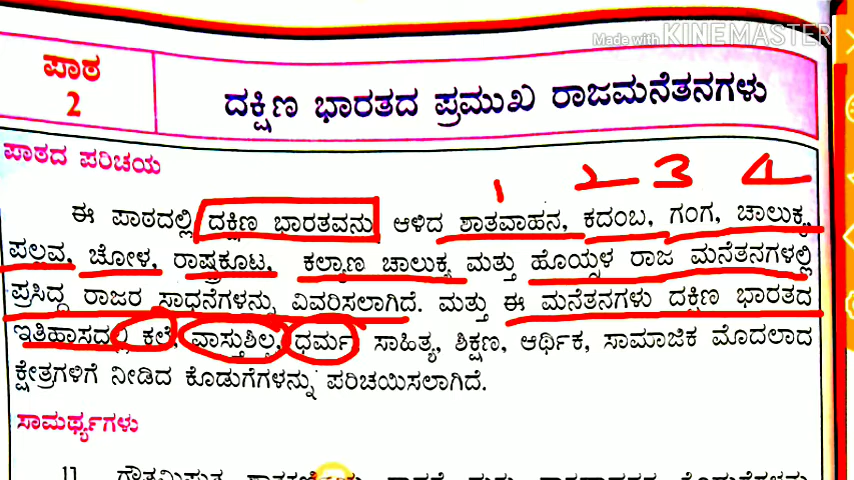 Made with KINEMASTER
ಪಾಠ
2
ದಕ್ಷಿಣ ಭಾರತದ ಪ್ರಮುಖ ರಾಜಮನೆತನಗಳು
ಪಾಠದ ಪರಿಚಯ
1 2 3 4
ಈ ಪಾಠದಲ್ಲಿ ದಕ್ಷಿಣ ಭಾರತವನು ಆಳಿದ ಶಾತವಾಹನ, ಕದಂಬ, ಗಂಗ, ಚಾಲುಕ್ಯ,
ಪಲ್ಲವ, ಚೋಳ, ರಾಷ್ಟ್ರಕೂಟ, ಕಲ್ಯಾಣ ಚಾಲುಕ್ಯ ಮತ್ತು ಹೊಯ್ಸಳ ರಾಜ ಮನೆತನಗಳಲ್ಲಿ
ಪ್ರಸಿದ್ಧ ರಾಜರ ಸಾಧನೆಗಳನ್ನು ವಿವರಿಸಲಾಗಿದೆ. ಮತ್ತು ಈ ಮನೆತನಗಳು ದಕ್ಷಿಣ ಭಾರತದ
ಇತಿಹಾಸದಲ್ಲಿ ಕಲೆ, ವಾಸ್ತುಶಿಲ್ಪ, ಧರ್ಮ, ಸಾಹಿತ್ಯ, ಶಿಕ್ಷಣ, ಆರ್ಥಿಕ, ಸಾಮಾಜಿಕ ಮೊದಲಾದ
ಕ್ಷೇತ್ರಗಳಿಗೆ ನೀಡಿದ ಕೊಡುಗೆಗಳನ್ನು ಪರಿಚಯಿಸಲಾಗಿದೆ.
ಸಾಮರ್ಥ್ಯಗಳು